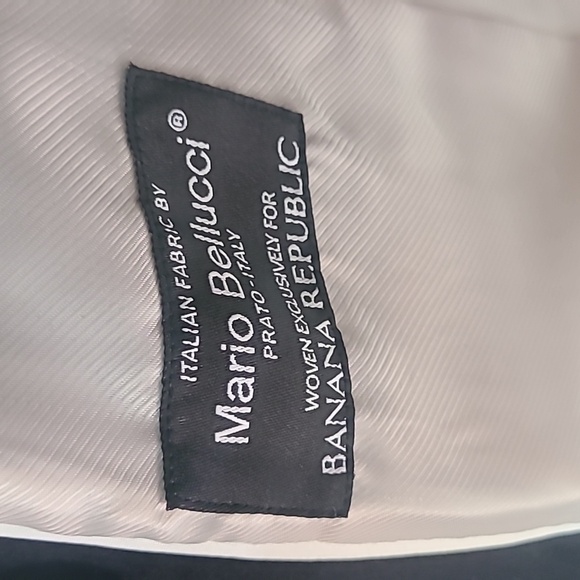 ITALIAN FABRIC BY
Mario Bellucci®
PRATO-ITALY
WOVEN EXCLUSIVELY FOR
BANANA REPUBLIC